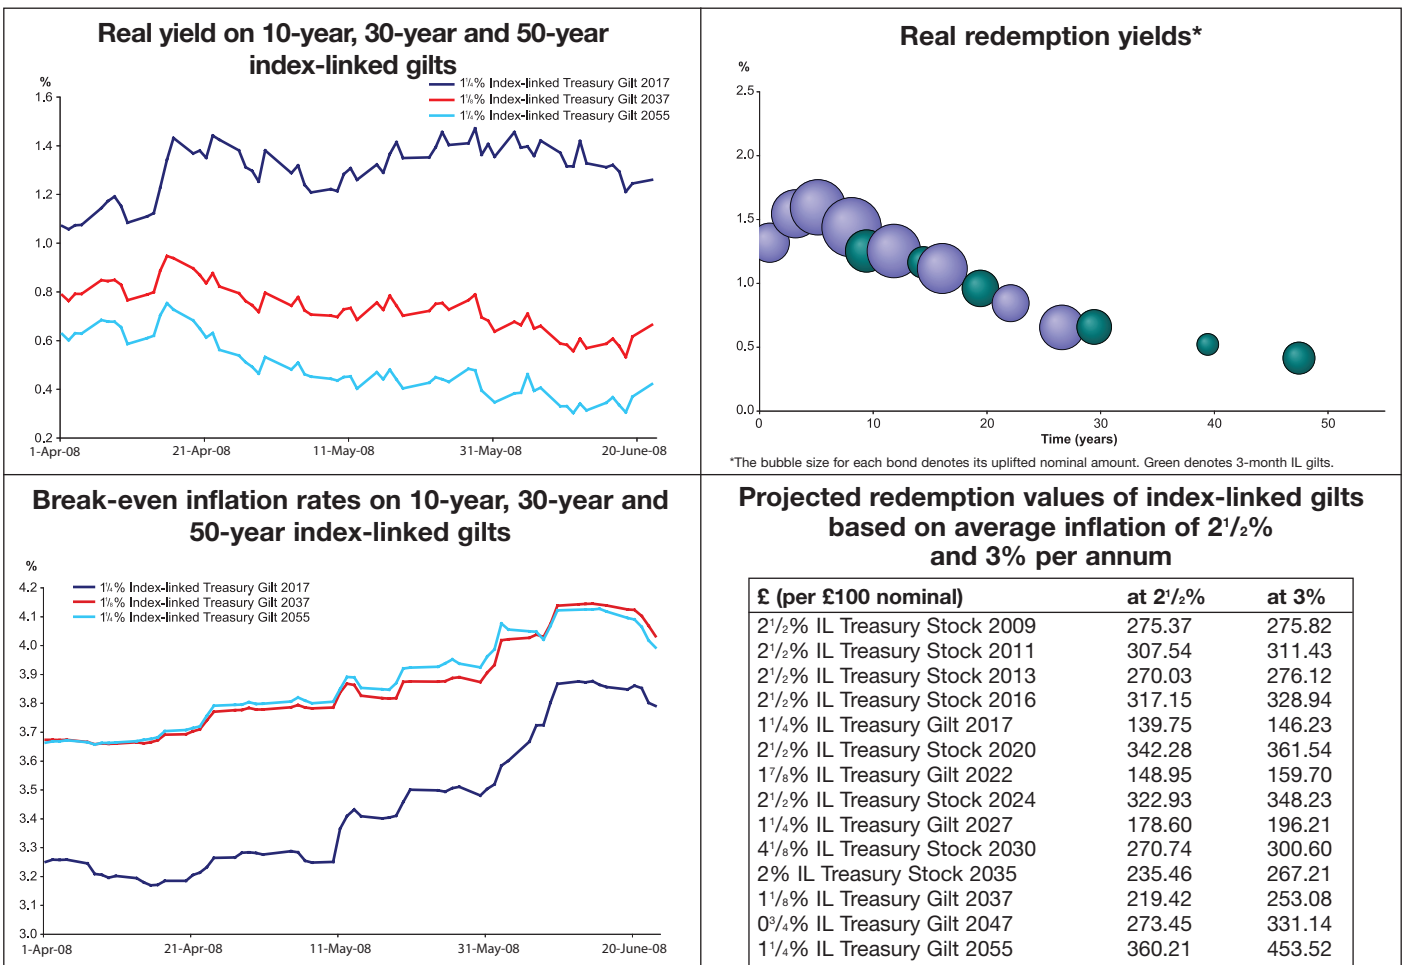 Real yield on 10-year, 30-year and 50-year
index-linked gilts
%
1¼% Index-linked Treasury Gilt 2017
1⅛% Index-linked Treasury Gilt 2037
1¼% Index-linked Treasury Gilt 2055
1.6
1.4
1.2
1.0
0.8
0.6
0.4
0.2
1-Apr-08 21-Apr-08 11-May-08 31-May-08 20-June-08
Real redemption yields*
%
2.5
2.0
1.5
1.0
0.5
0.0
0 10 20 30 40 50
Time (years)
*The bubble size for each bond denotes its uplifted nominal amount. Green denotes 3-month IL gilts.
Break-even inflation rates on 10-year, 30-year and
50-year index-linked gilts
%
1¼% Index-linked Treasury Gilt 2017
1⅛% Index-linked Treasury Gilt 2037
1¼% Index-linked Treasury Gilt 2055
4.2
4.1
4.0
3.9
3.8
3.7
3.6
3.5
3.4
3.3
3.2
3.1
3.0
1-Apr-08 21-Apr-08 11-May-08 31-May-08 20-June-08
Projected redemption values of index-linked gilts
based on average inflation of 2½%
and 3% per annum
£ (per £100 nominal) at 2½% at 3%
2½% IL Treasury Stock 2009 275.37 275.82
2½% IL Treasury Stock 2011 307.54 311.43
2½% IL Treasury Stock 2013 270.03 276.12
2½% IL Treasury Stock 2016 317.15 328.94
1¼% IL Treasury Gilt 2017 139.75 146.23
2½% IL Treasury Stock 2020 342.28 361.54
1⅞% IL Treasury Gilt 2022 148.95 159.70
2½% IL Treasury Stock 2024 322.93 348.23
1¼% IL Treasury Gilt 2027 178.60 196.21
4⅛% IL Treasury Stock 2030 270.74 300.60
2% IL Treasury Stock 2035 235.46 267.21
1⅛% IL Treasury Gilt 2037 219.42 253.08
0¾% IL Treasury Gilt 2047 273.45 331.14
1¼% IL Treasury Gilt 2055 360.21 453.52